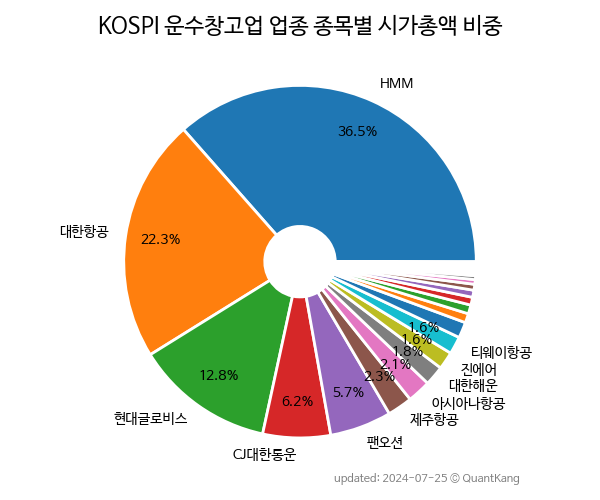 KOSPI 운수창고업 업종 종목별 시가총액 비중
HMM
36.5%
대한항공
22.3%
현대글로비스
12.8%
CJ대한통운
6.2%
팬오션
5.7%
제주항공
2.3%
아시아나항공
2.1%
대한해운
1.8%
진에어
1.6%
티웨이항공
1.6%
updated: 2024-07-25 © QuantKang